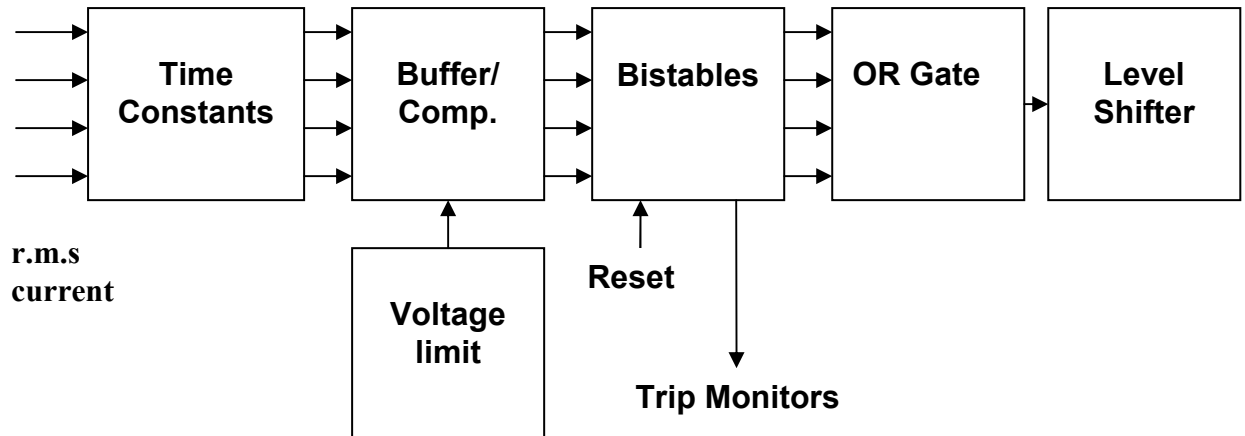 Time
Constants
Buffer/
Comp.
Bistables
OR Gate
Level
Shifter
r.m.s
current
Voltage
limit
Reset
Trip Monitors